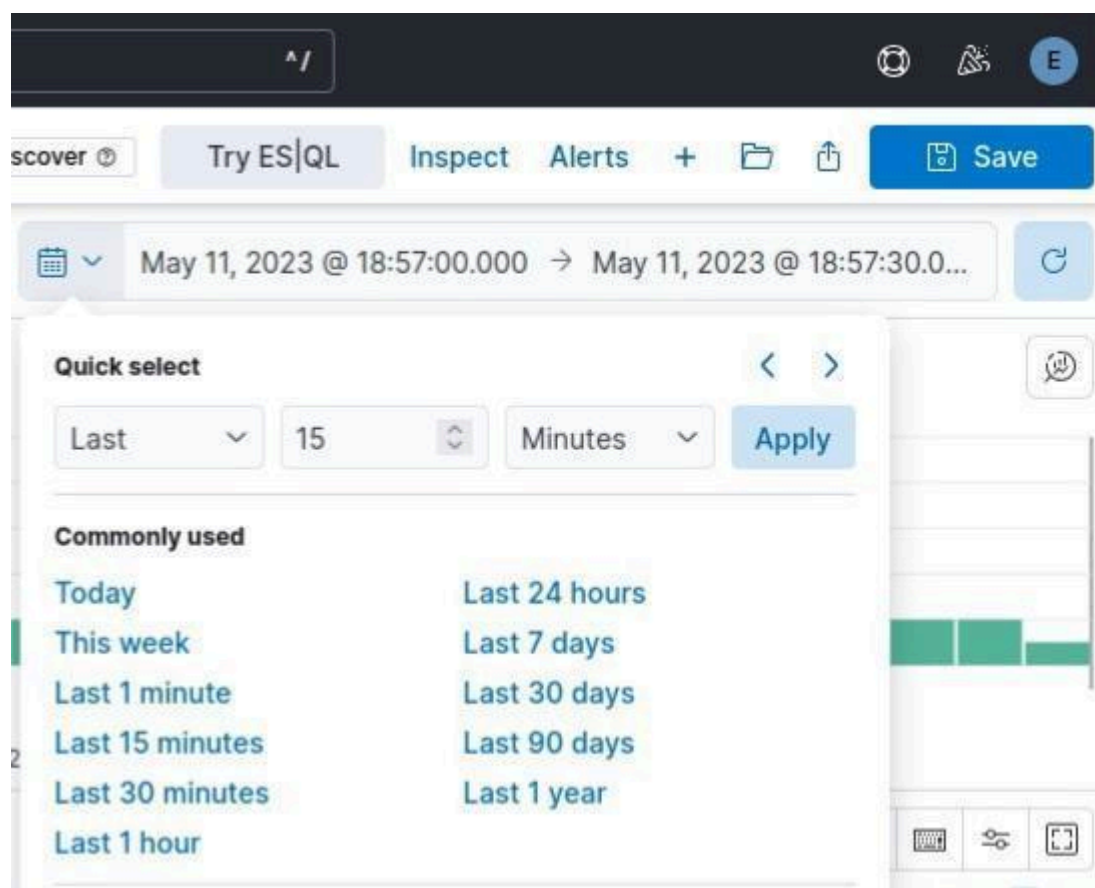 ^/
E
scover
Try ES|QL
Inspect
Alerts
+
Save
May 11, 2023 @ 18:57:00.000 → May 11, 2023 @ 18:57:30.0...
Quick select
Last
15
Minutes
Apply
Commonly used
Today
Last 24 hours
This week
Last 7 days
Last 1 minute
Last 30 days
Last 15 minutes
Last 90 days
2
Last 30 minutes
Last 1 year
Last 1 hour